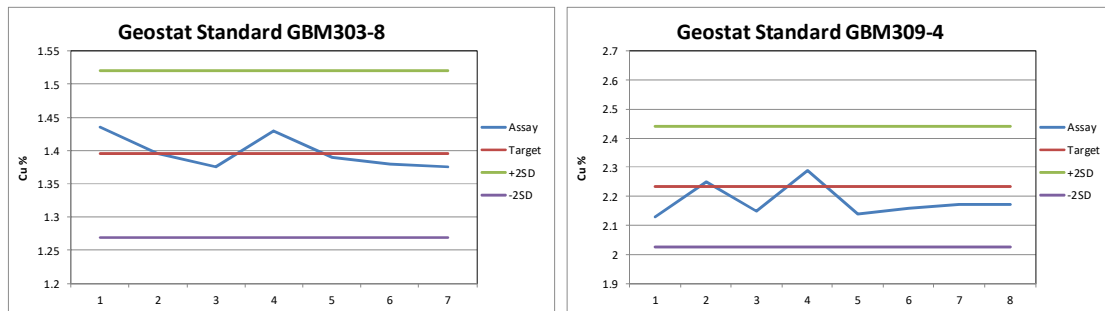 Geostat Standard GBM303-8
1.55
1.5
1.45
1.4
1.35
1.3
1.25
1.2
Cu %
1 2 3 4 5 6 7
Assay
Target
+2SD
-2SD
Geostat Standard GBM309-4
2.7
2.6
2.5
2.4
2.3
2.2
2.1
2
1.9
Cu %
1 2 3 4 5 6 7 8
Assay
Target
+2SD
-2SD